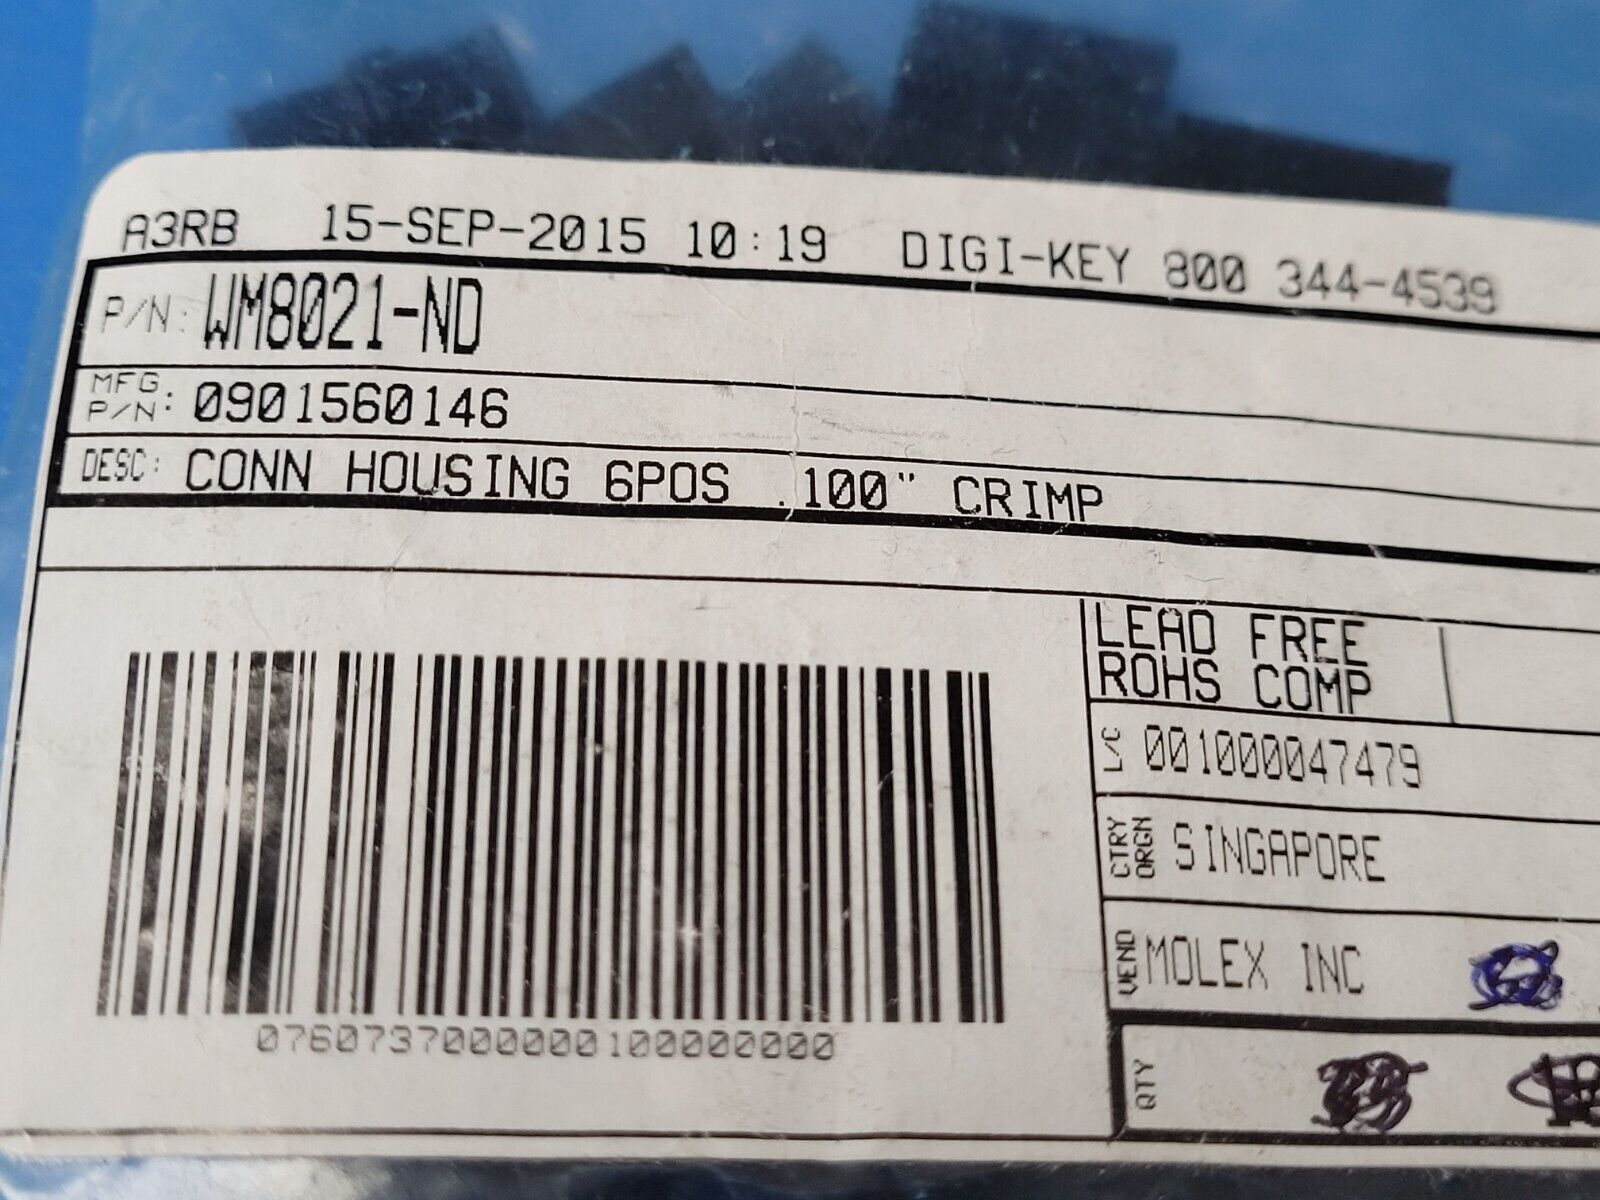 A3RB 15-SEP-2015 10:19 DIGI-KEY 800 344-4539
P/N: WM8021-ND
MFG P/N: 0901560146
DESC: CONN HOUSING 6POS .100" CRIMP
LEAD FREE
ROHS COMP
L/C 001000047479
CTRY ORGN SINGAPORE
VEND MOLEX INC
QTY
0760737000000100000000